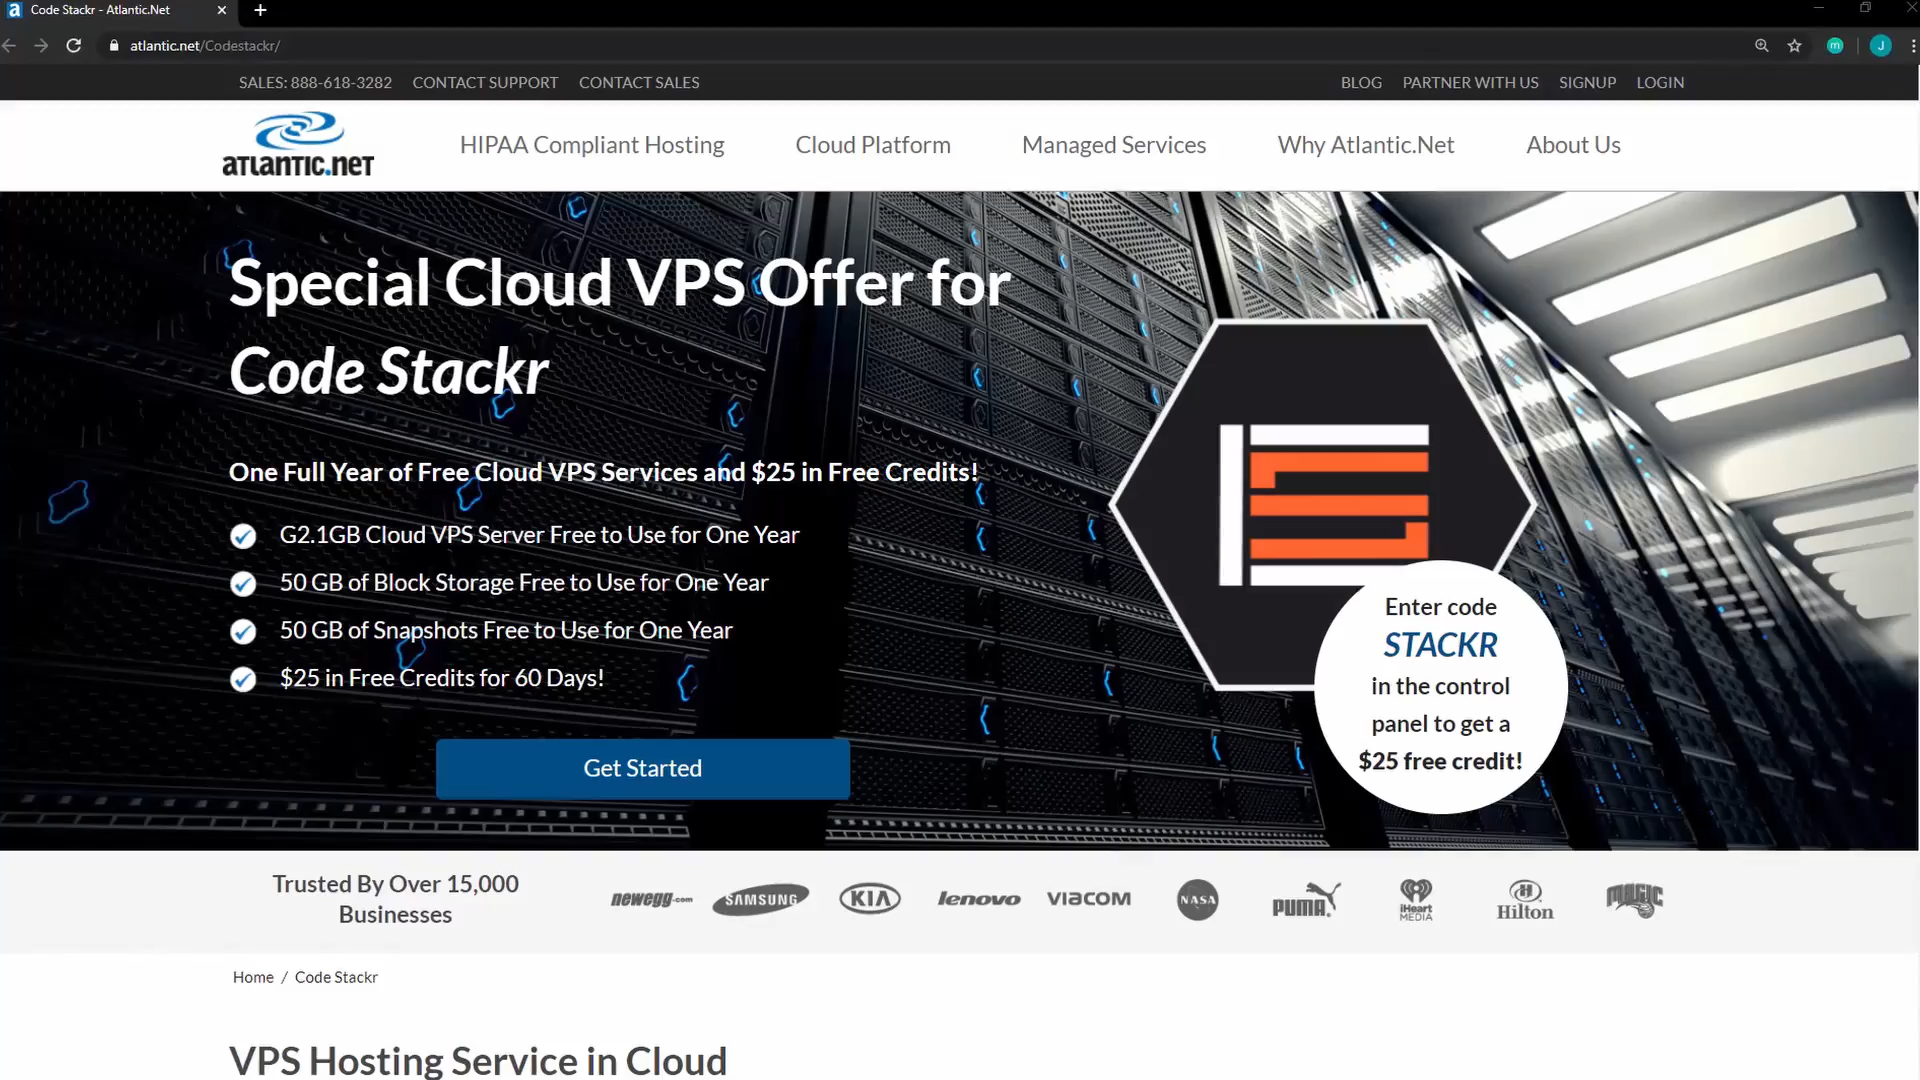 Code Stackr - Atlantic.Net
atlantic.net/Codestackr/
m
J
SALES: 888-618-3282 CONTACT SUPPORT CONTACT SALES BLOG PARTNER WITH US SIGNUP LOGIN
atlantic.net
HIPAA Compliant Hosting Cloud Platform Managed Services Why Atlantic.Net About Us
Special Cloud VPS Offer for
Code Stackr
One Full Year of Free Cloud VPS Services and $25 in Free Credits!
G2.1GB Cloud VPS Server Free to Use for One Year
50 GB of Block Storage Free to Use for One Year
50 GB of Snapshots Free to Use for One Year
$25 in Free Credits for 60 Days!
Get Started
Enter code
STACKR
in the control
panel to get a
$25 free credit!
Trusted By Over 15,000
Businesses
newegg.com SAMSUNG KIA lenovo VIACOM NASA PUMA iHeart MEDIA Hilton MAGIC
Home / Code Stackr
VPS Hosting Service in Cloud